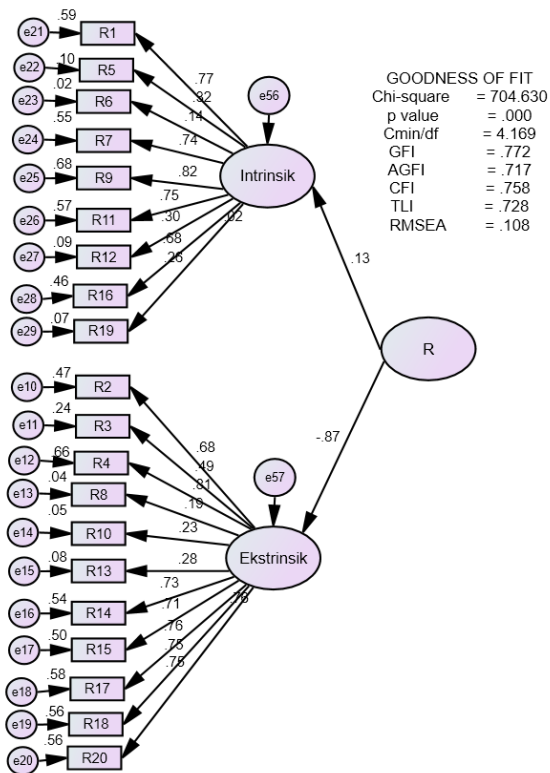 .59
e21 R1
.10
e22 R5
.02
e23 R6
.55
e24 R7
.68
e25 R9
.57
e26 R11
.09
e27 R12
.46
e28 R16
.07
e29 R19
.77
.32
.14
.74
.82
.75
.30
.68
.26
.02
e56
Intrinsik
GOODNESS OF FIT
Chi-square = 704.630
p value = .000
Cmin/df = 4.169
GFI = .772
AGFI = .717
CFI = .758
TLI = .728
RMSEA = .108
.13
R
-.87
.47
e10 R2
.24
e11 R3
.66
e12 R4
.04
e13 R8
.05
e14 R10
.08
e15 R13
.54
e16 R14
.50
e17 R15
.58
e18 R17
.56
e19 R18
.56
e20 R20
.68
.49
.81
.19
.23
.28
.73
.71
.76
.75
.75
e57
Ekstrinsik